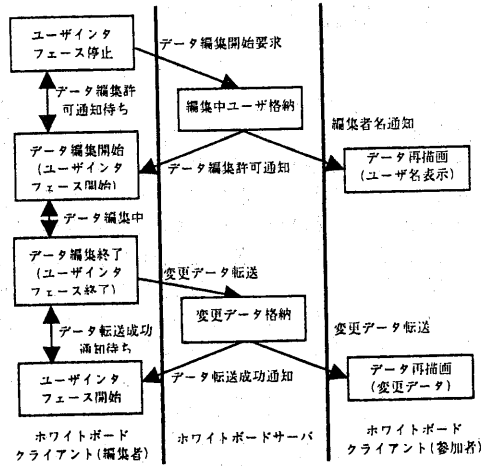 ユーザインタ
フェース停止
データ編集開始要求
データ編集許
可通知待ち
編集中ユーザ格納
編集者名通知
データ編集開始
(ユーザインタ
フェース開始)
データ編集許可通知
データ再描画
(ユーザ名表示)
データ編集中
データ編集終了
(ユーザインタ
フェース終了)
変更データ転送
変更データ格納
変更データ転送
データ転送成功
通知待ち
ユーザインタ
フェース開始
データ転送成功通知
データ再描画
(変更データ)
ホワイトボード
クライアント(編集者)
ホワイトボードサーバ
ホワイトボード
クライアント(参加者)